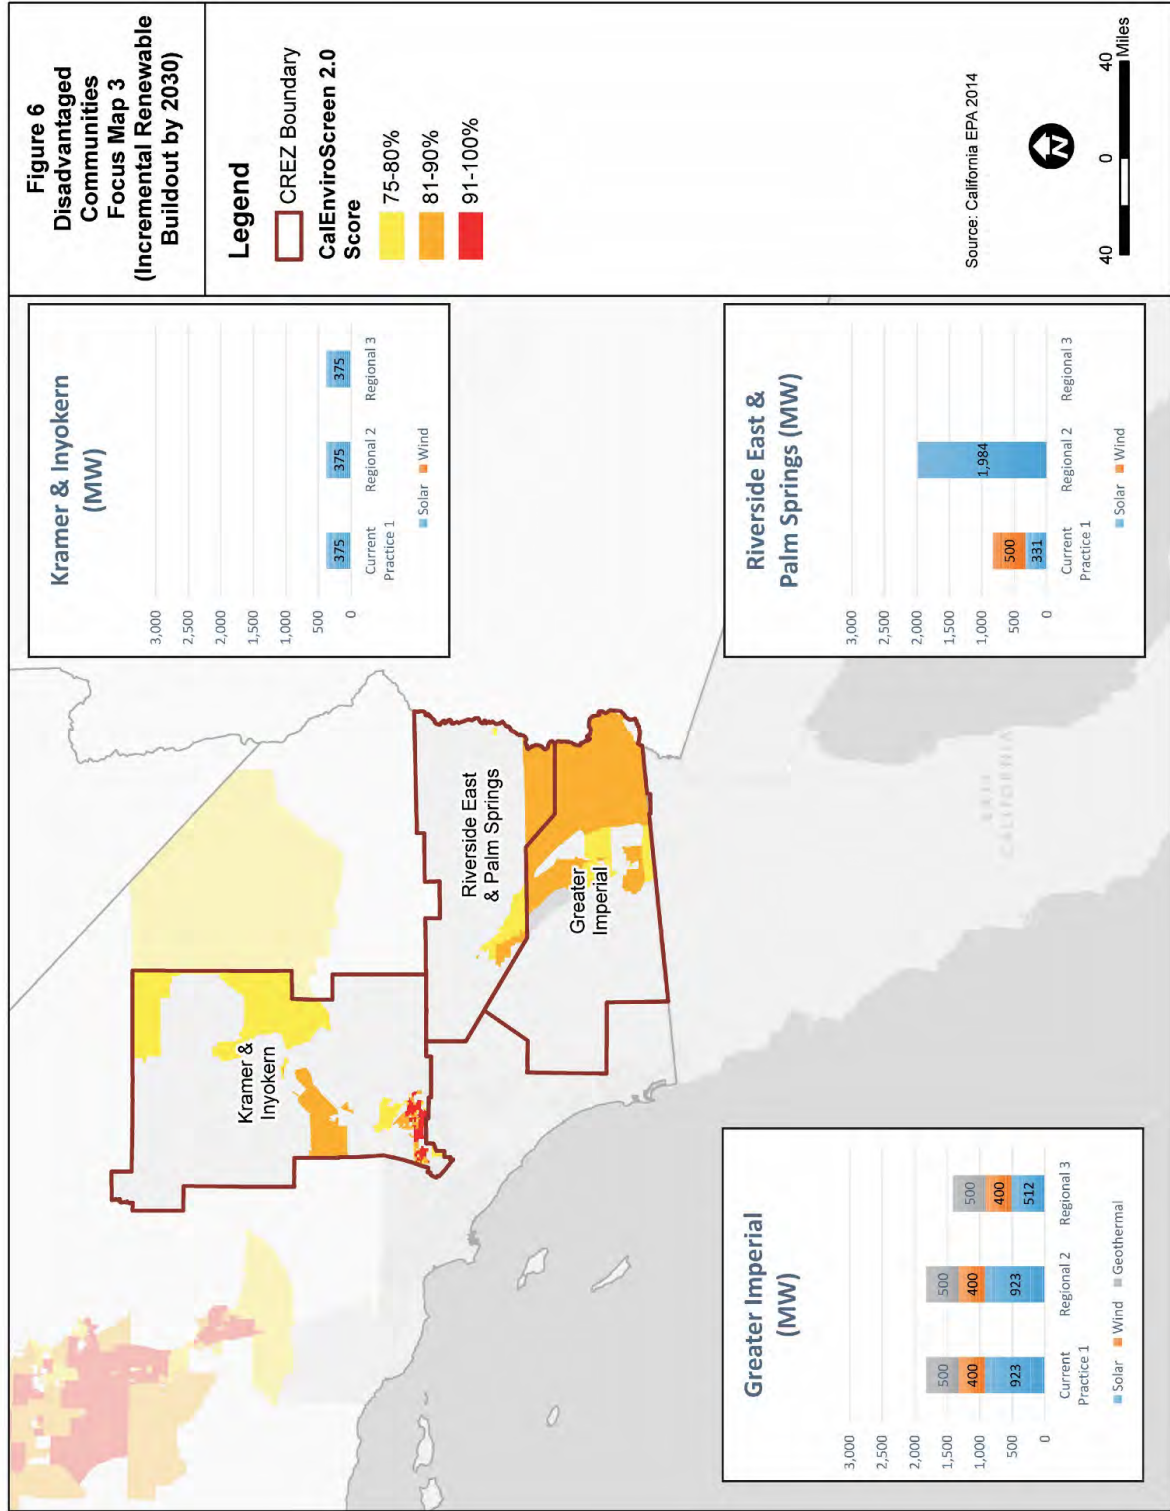 Figure 6
Disadvantaged
Communities
Focus Map 3
(Incremental Renewable
Buildout by 2030)
Legend
CREZ Boundary
CalEnviroScreen 2.0
Score
75-80%
81-90%
91-100%
Source: California EPA 2014
N
40 0 40
Miles
Kramer & Inyokern
(MW)
3,000
2,500
2,000
1,500
1,000
500
0
375 375 375
Current
Practice 1
Regional 2
Regional 3
Solar Wind
Riverside East &
Palm Springs (MW)
3,000
2,500
2,000
1,500
1,000
500
0
500
331
1,984
Current
Practice 1
Regional 2
Regional 3
Solar Wind
Greater Imperial
(MW)
3,000
2,500
2,000
1,500
1,000
500
0
500 500 500
400 400 400
923 923 512
Current
Practice 1
Regional 2
Regional 3
Solar Wind Geothermal
Kramer &
Inyokern
Riverside East
& Palm Springs
Greater
Imperial
BAJA
CALIFORNIA